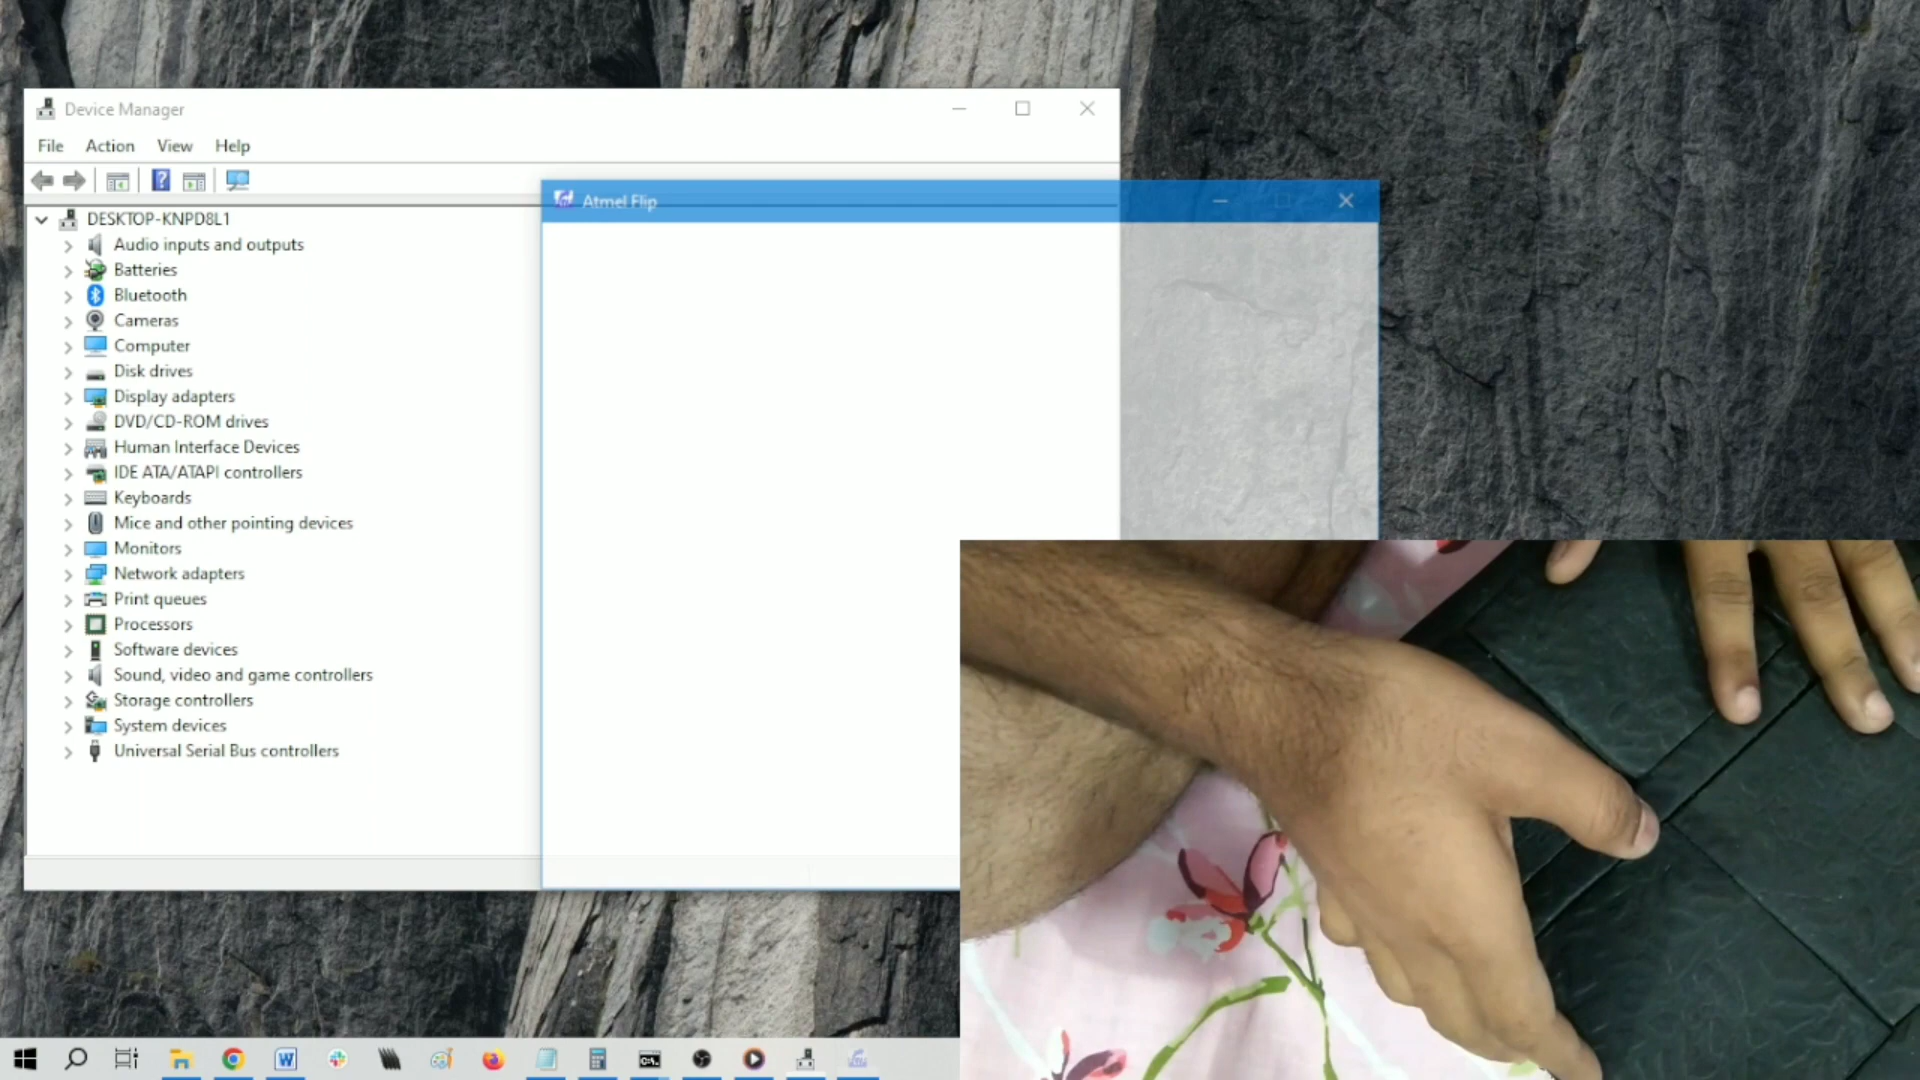 Device Manager
File Action View Help
Atmel Flip
DESKTOP-KNPD8L1
Audio inputs and outputs
Batteries
Bluetooth
Cameras
Computer
Disk drives
Display adapters
DVD/CD-ROM drives
Human Interface Devices
IDE ATA/ATAPI controllers
Keyboards
Mice and other pointing devices
Monitors
Network adapters
Print queues
Processors
Software devices
Sound, video and game controllers
Storage controllers
System devices
Universal Serial Bus controllers